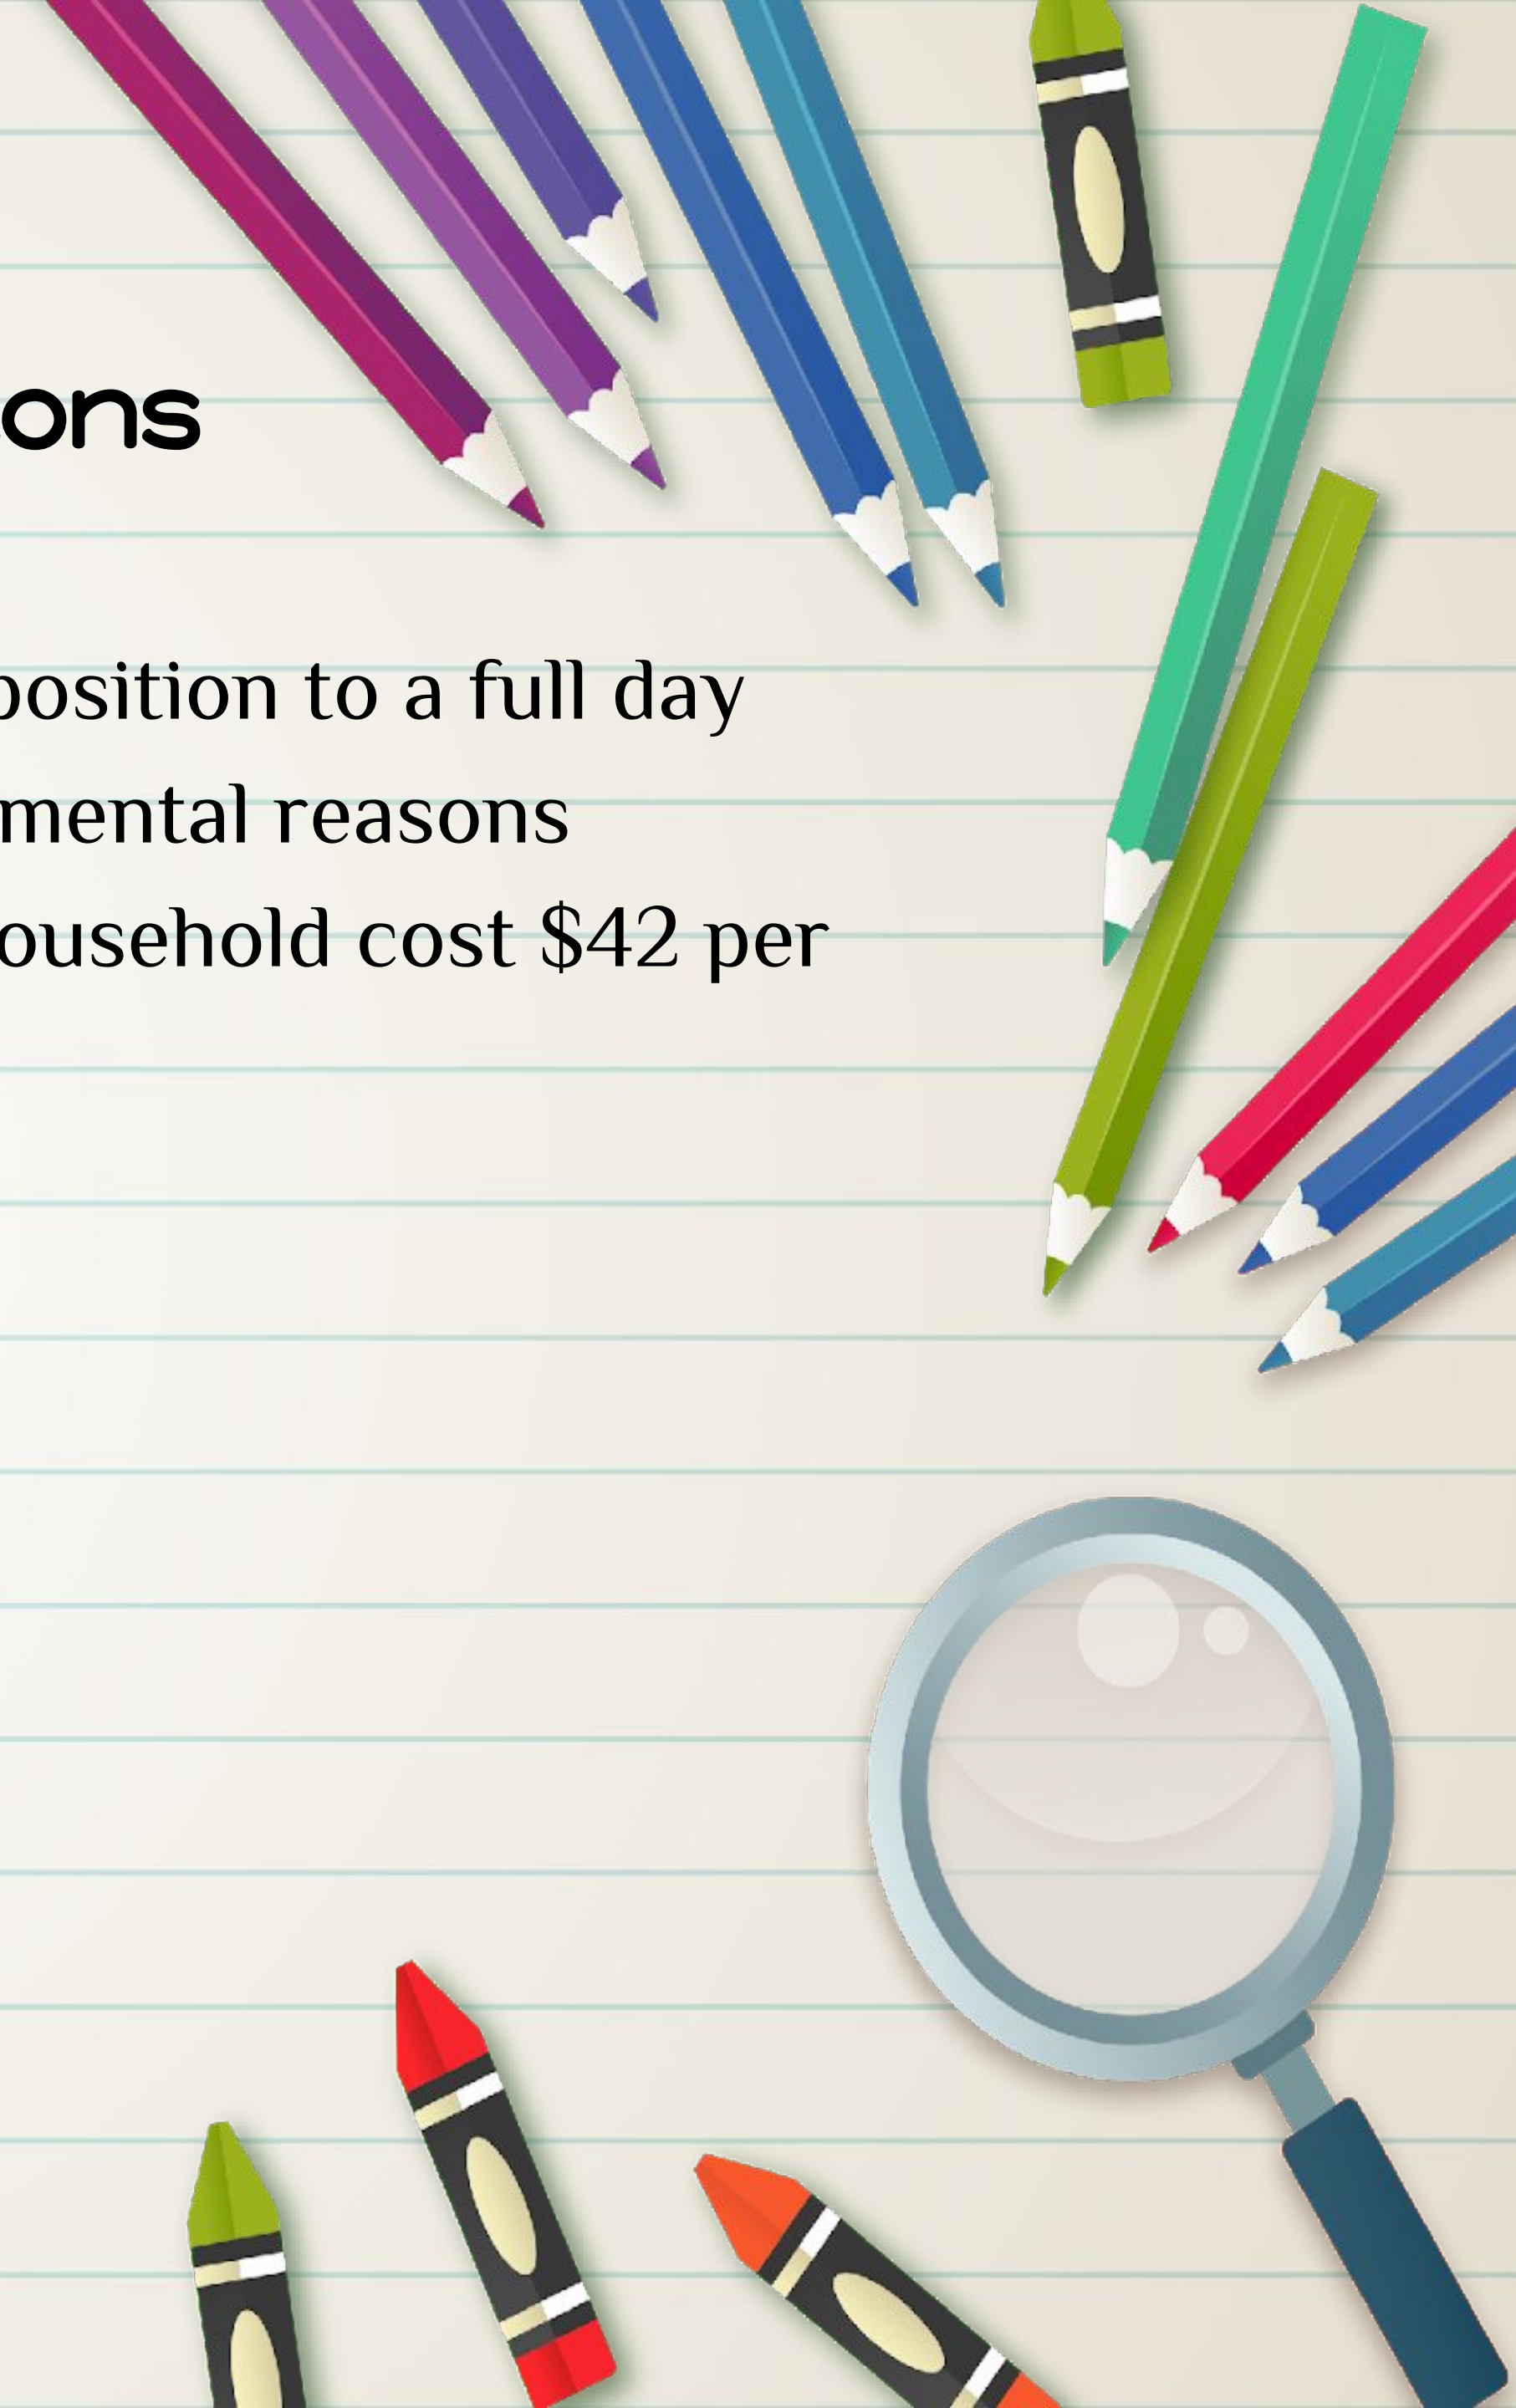 ons
position to a full day
mental reasons
ousehold cost $42 per